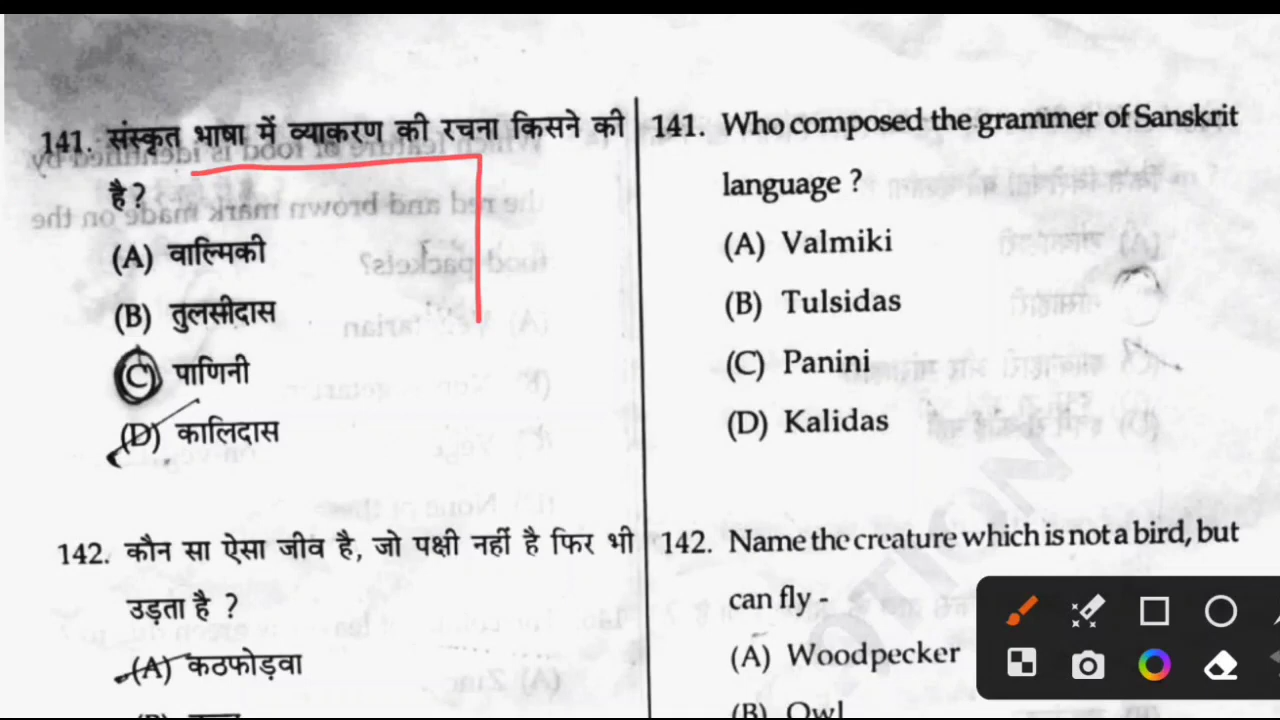 141. संस्कृत भाषा में व्याकरण की रचना किसने की
है ?
(A) वाल्मिकी
(B) तुलसीदास
(C) पाणिनी
(D) कालिदास
142. कौन सा ऐसा जीव है, जो पक्षी नहीं है फिर भी
उड़ता है ?
(A) कठफोड़वा
141. Who composed the grammer of Sanskrit
language ?
(A) Valmiki
(B) Tulsidas
(C) Panini
(D) Kalidas
142. Name the creature which is not a bird, but
can fly -
(A) Woodpecker
(B) Owl